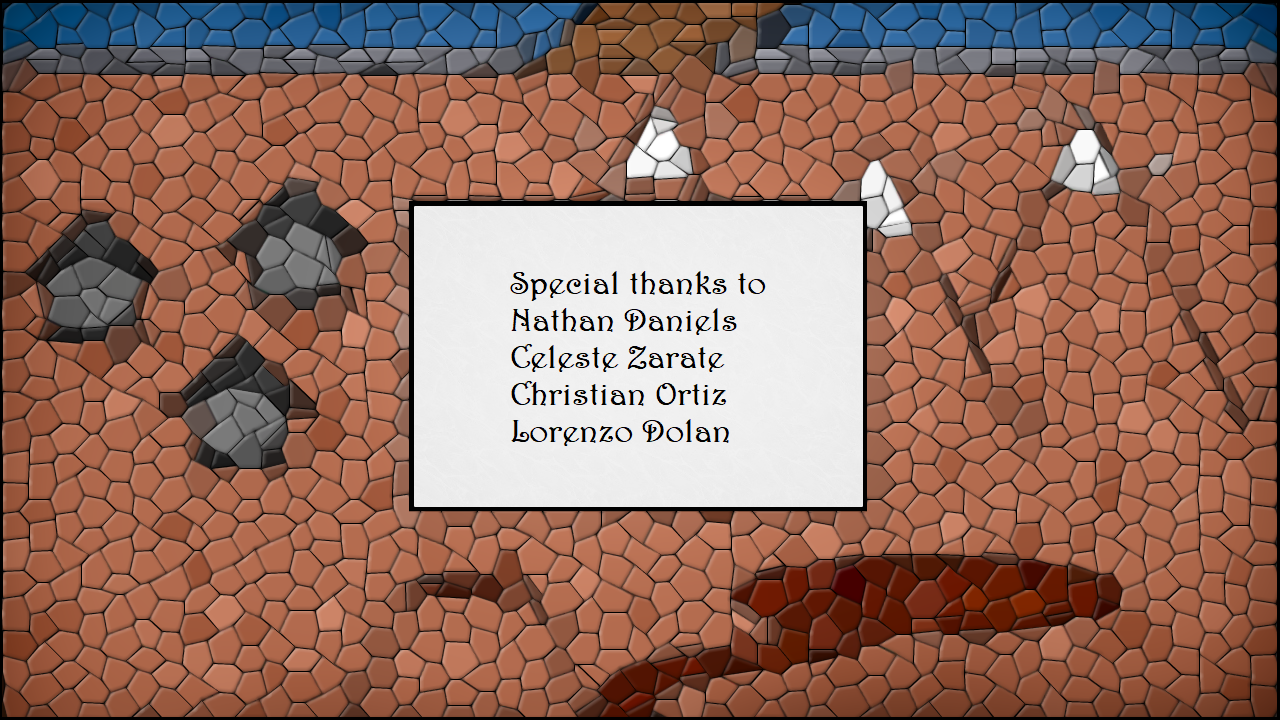 Special thanks to
Nathan Daniels
Celeste Zarate
Christian Ortiz
Lorenzo Dolan